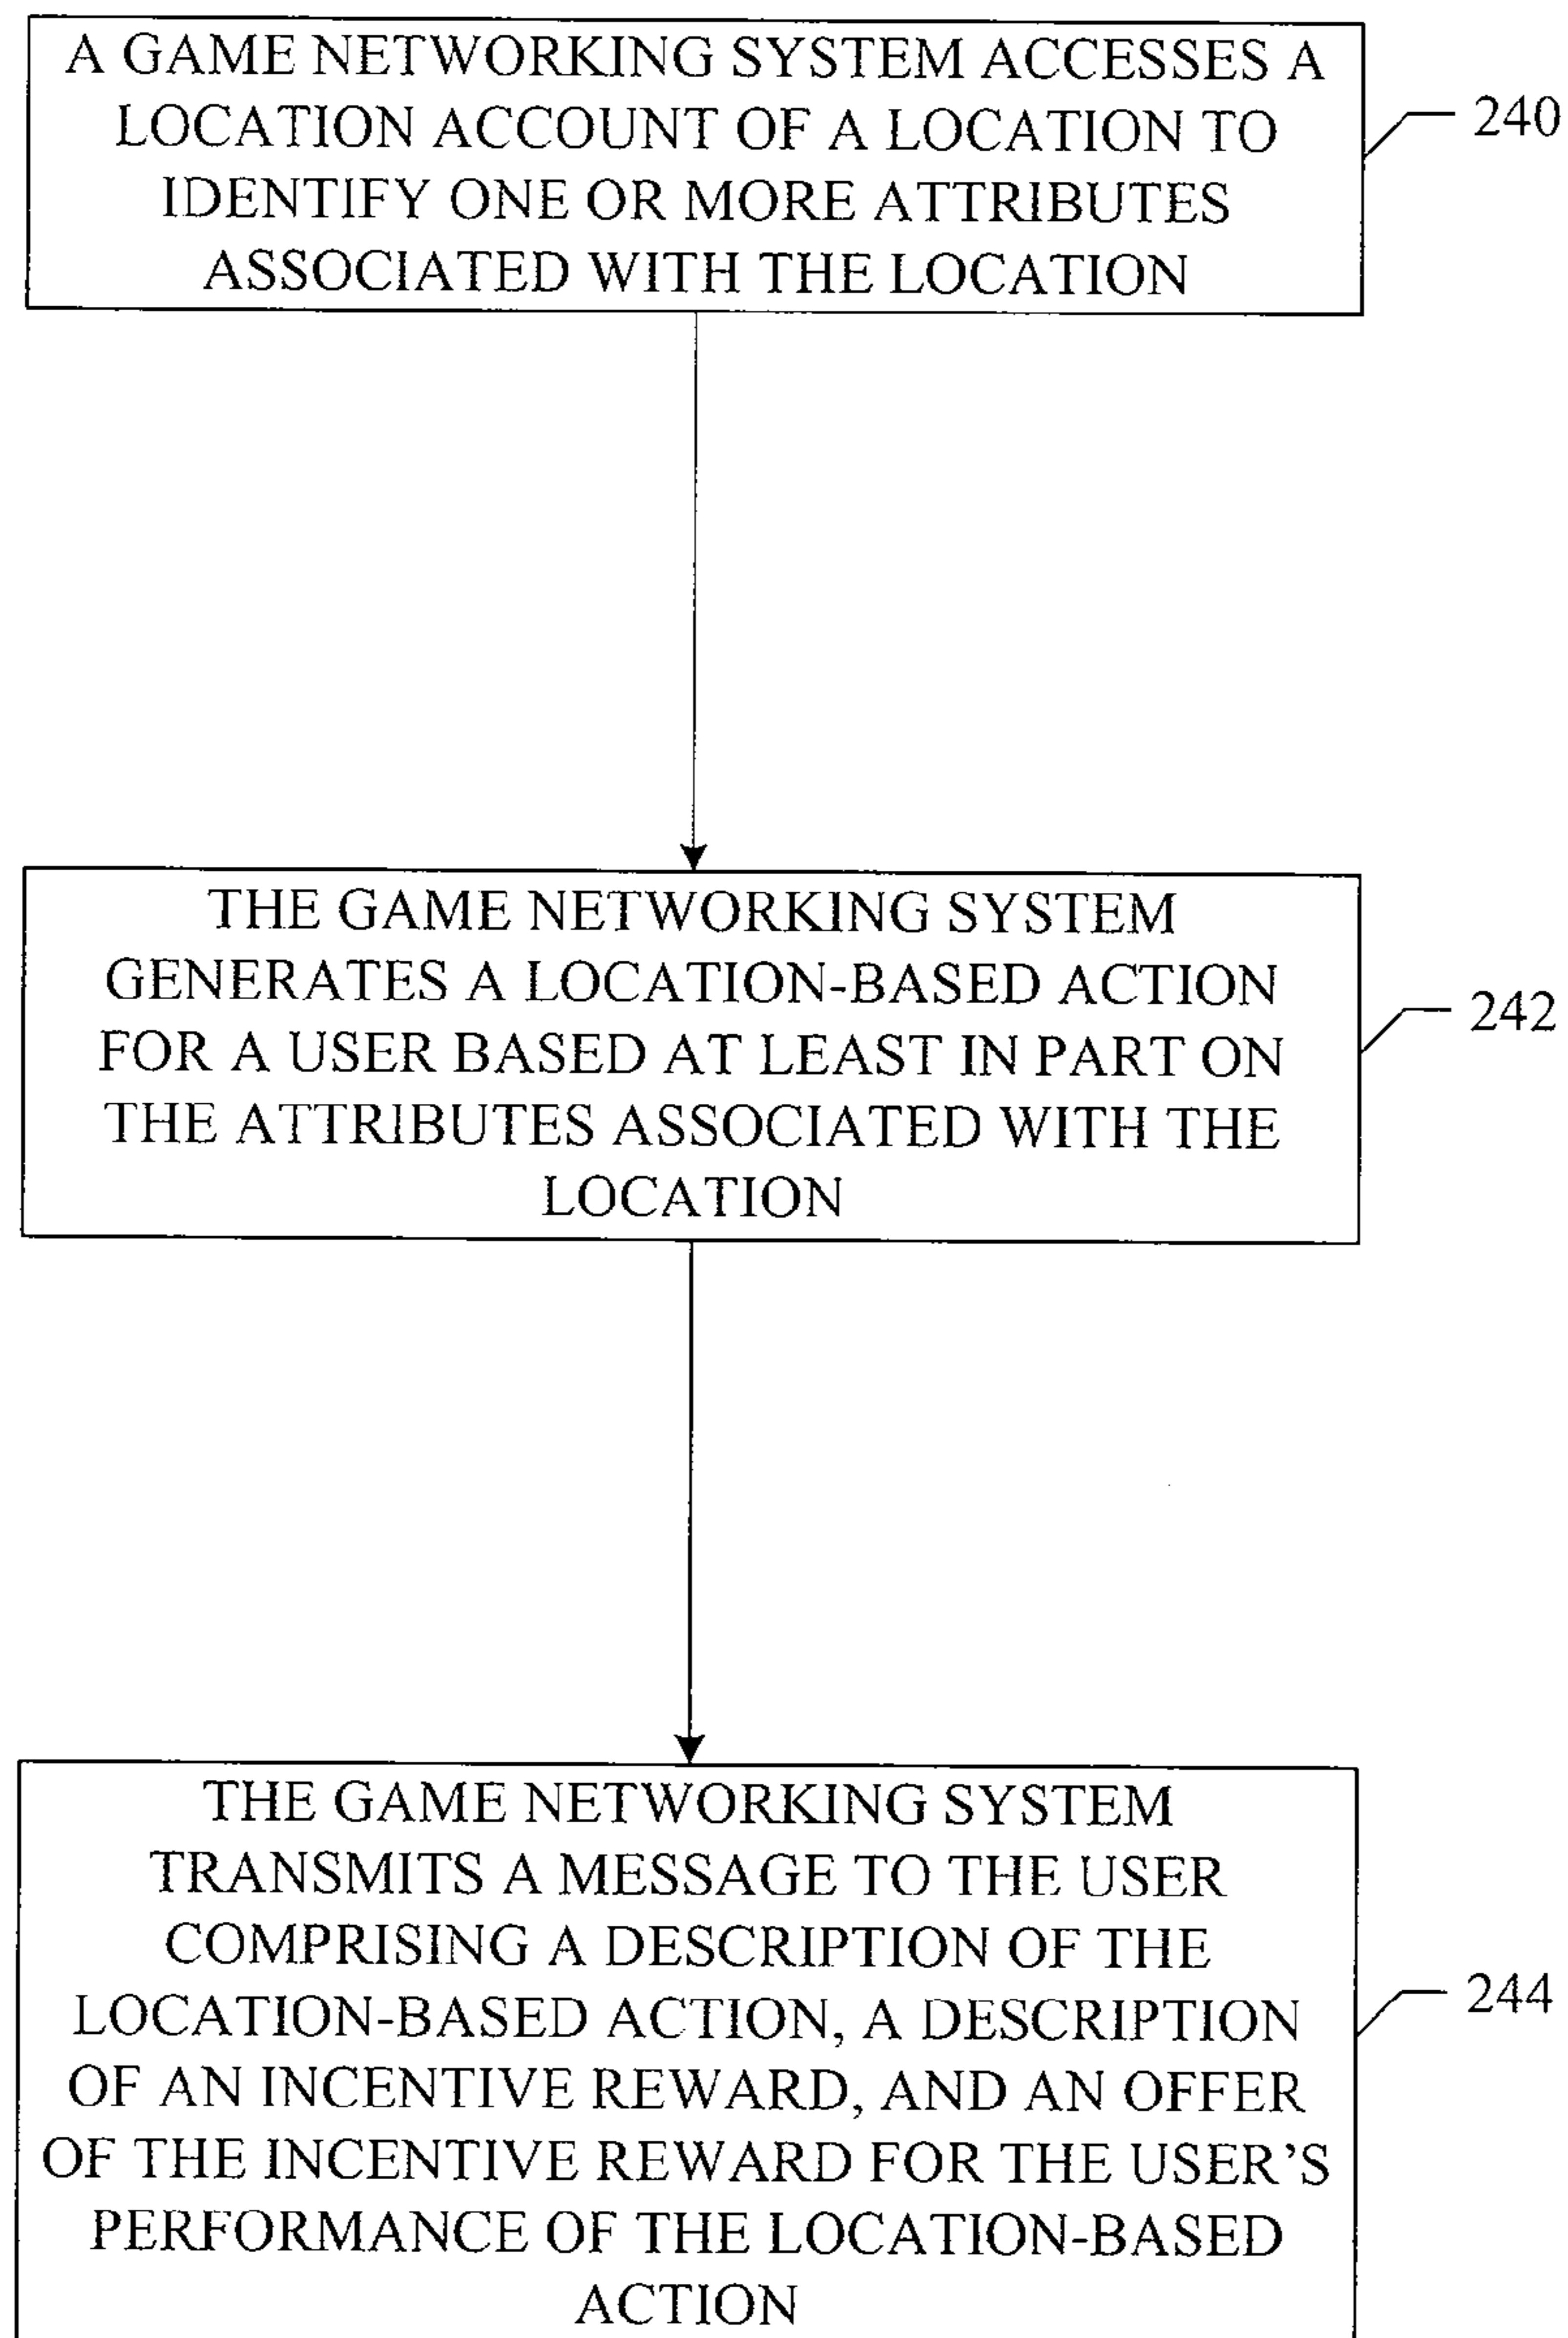 A GAME NETWORKING SYSTEM ACCESSES A
LOCATION ACCOUNT OF A LOCATION TO
IDENTIFY ONE OR MORE ATTRIBUTES
ASSOCIATED WITH THE LOCATION
240
THE GAME NETWORKING SYSTEM
GENERATES A LOCATION-BASED ACTION
FOR A USER BASED AT LEAST IN PART ON
THE ATTRIBUTES ASSOCIATED WITH THE
LOCATION
242
THE GAME NETWORKING SYSTEM
TRANSMITS A MESSAGE TO THE USER
COMPRISING A DESCRIPTION OF THE
LOCATION-BASED ACTION, A DESCRIPTION
OF AN INCENTIVE REWARD, AND AN OFFER
OF THE INCENTIVE REWARD FOR THE USER’S
PERFORMANCE OF THE LOCATION-BASED
ACTION
244